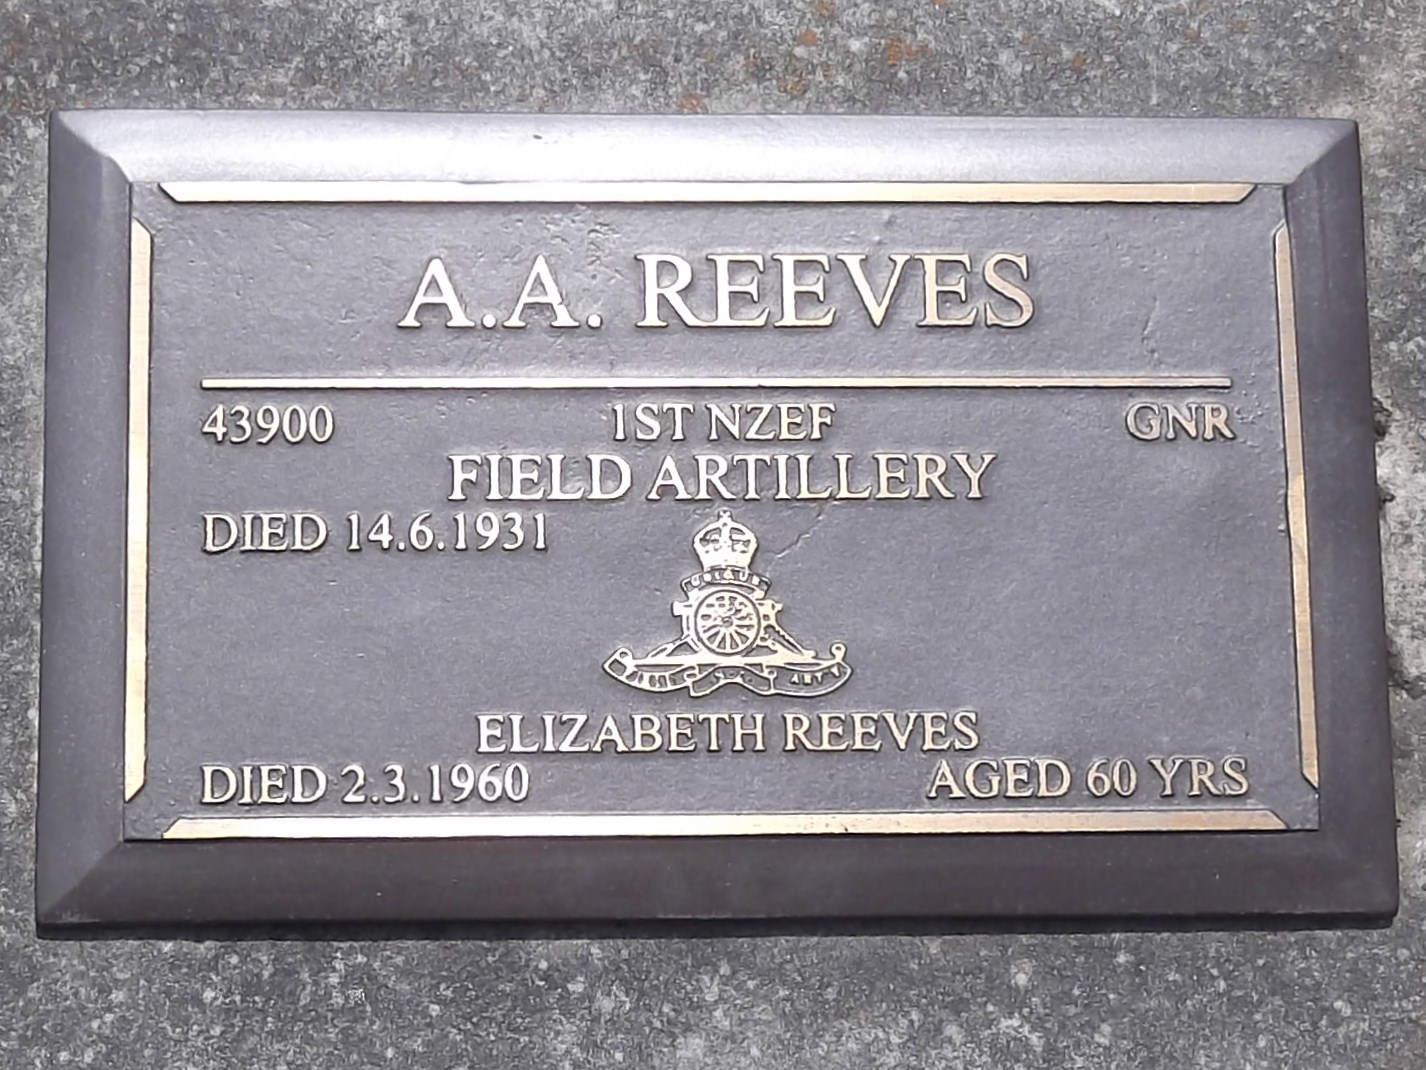 A.A. REEVES
43900 1ST NZEF GNR
FIELD ARTILLERY
DIED 14.6.1931
ELIZABETH REEVES
DIED 2.3.1960 AGED 60 YRS